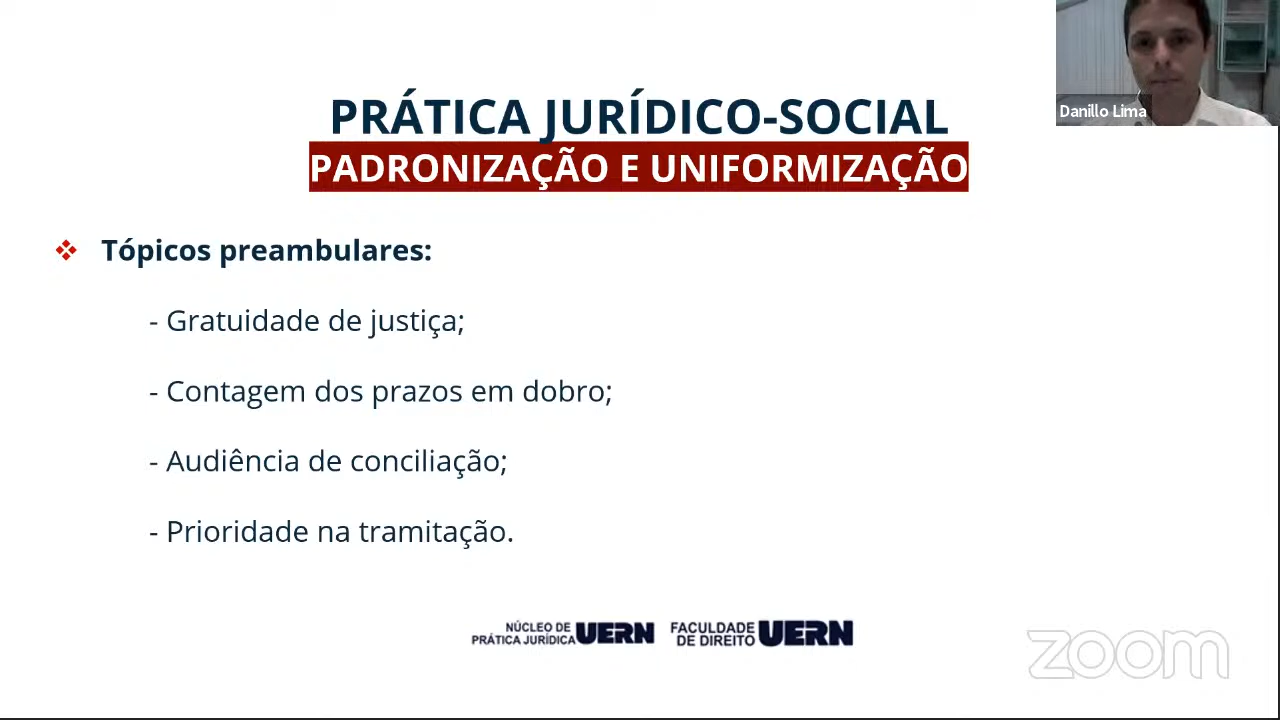 PRÁTICA JURÍDICO-SOCIAL
PADRONIZAÇÃO E UNIFORMIZAÇÃO
Danillo Lima
❖ Tópicos preambulares:
- Gratuidade de justiça;
- Contagem dos prazos em dobro;
- Audiência de conciliação;
- Prioridade na tramitação.
NÚCLEO DE
PRÁTICA JURÍDICA UERN
FACULDADE
DE DIREITO UERN
zoom